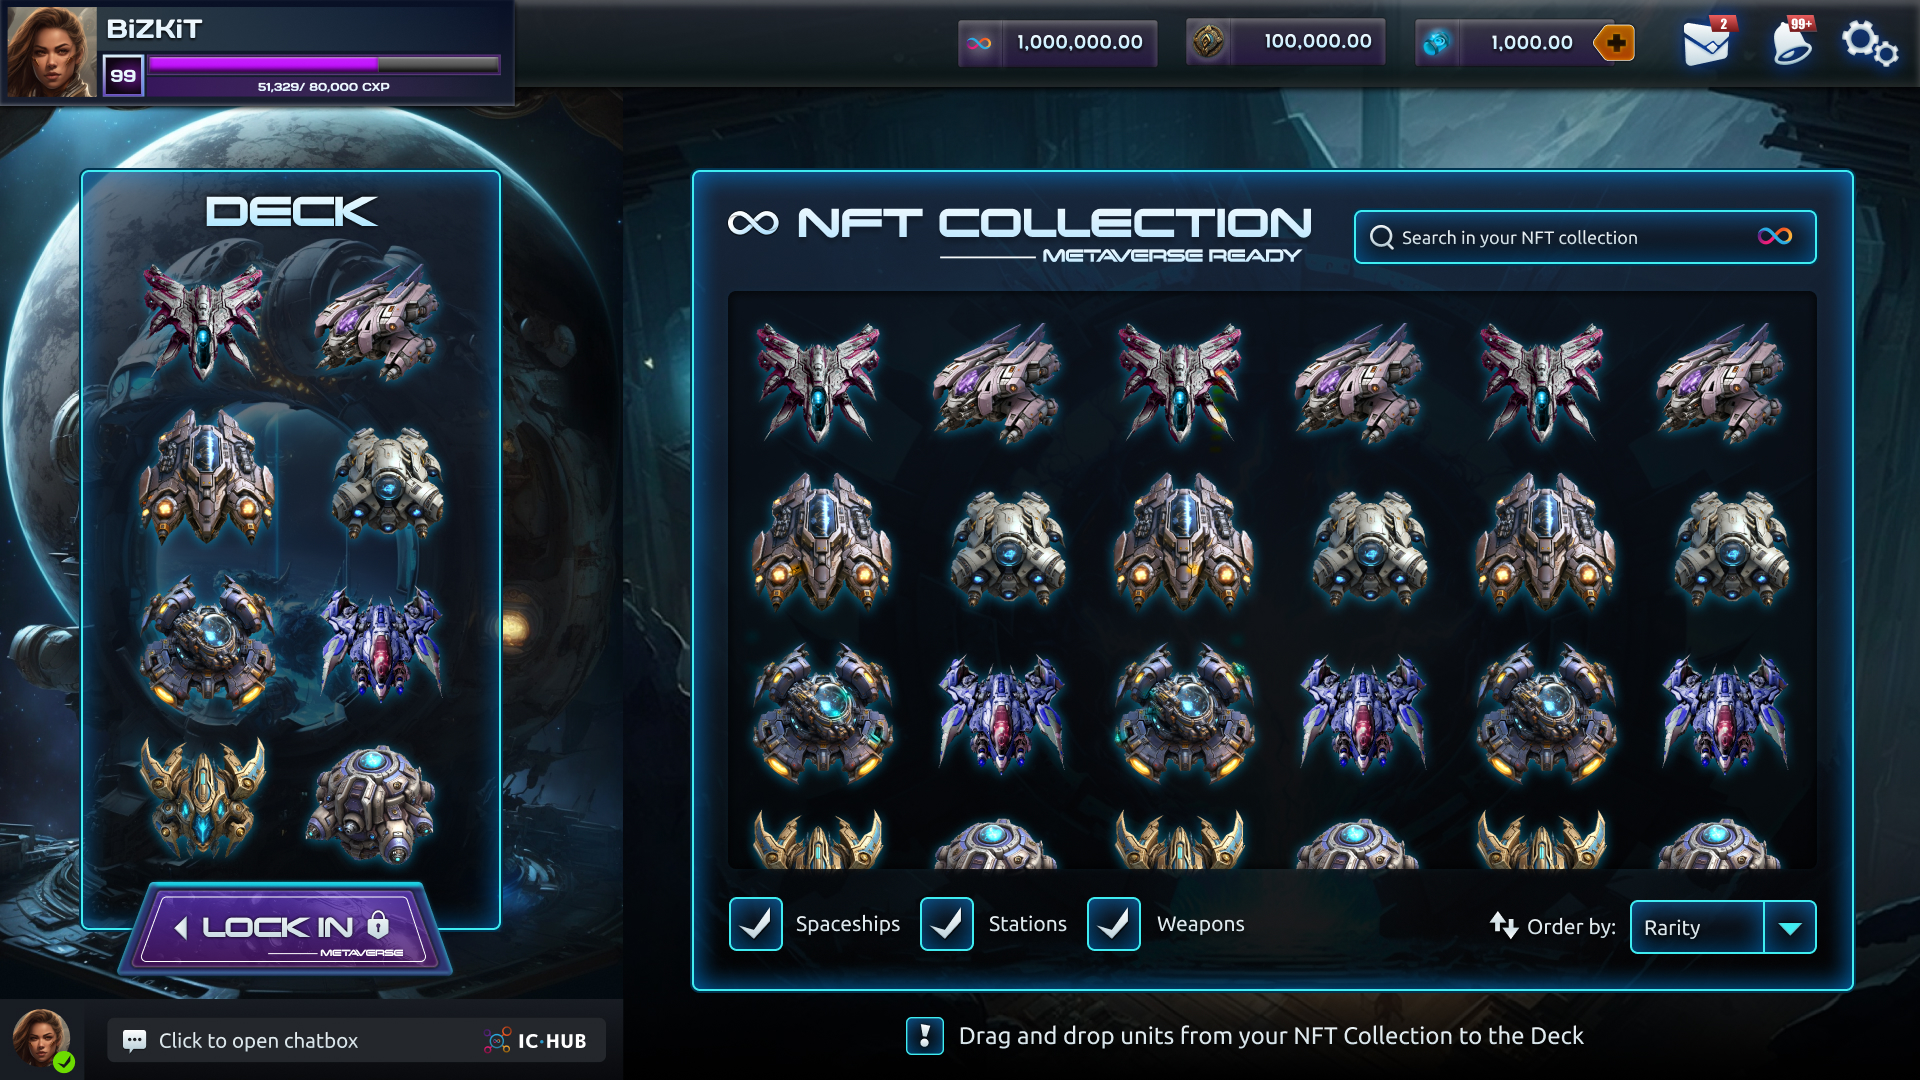 BiZKiT
99
51,329/ 80,000 CXP
1,000,000.00
100,000.00
1,000.00
2
99+
DECK
NFT COLLECTION
METAVERSE READY
Search in your NFT collection
LOCK IN
METAVERSE
Spaceships
Stations
Weapons
Order by:
Rarity
Click to open chatbox
IC·HUB
Drag and drop units from your NFT Collection to the Deck